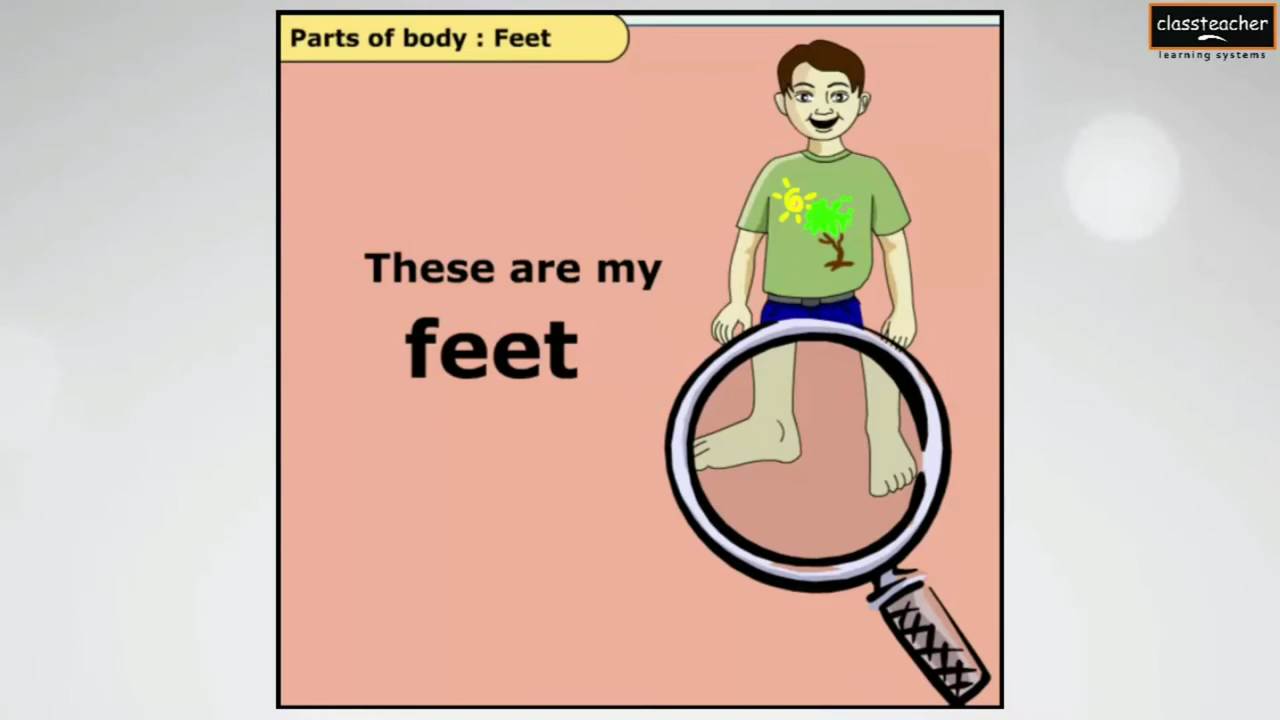 Parts of body : Feet
classteacher
learning systems
These are my
feet